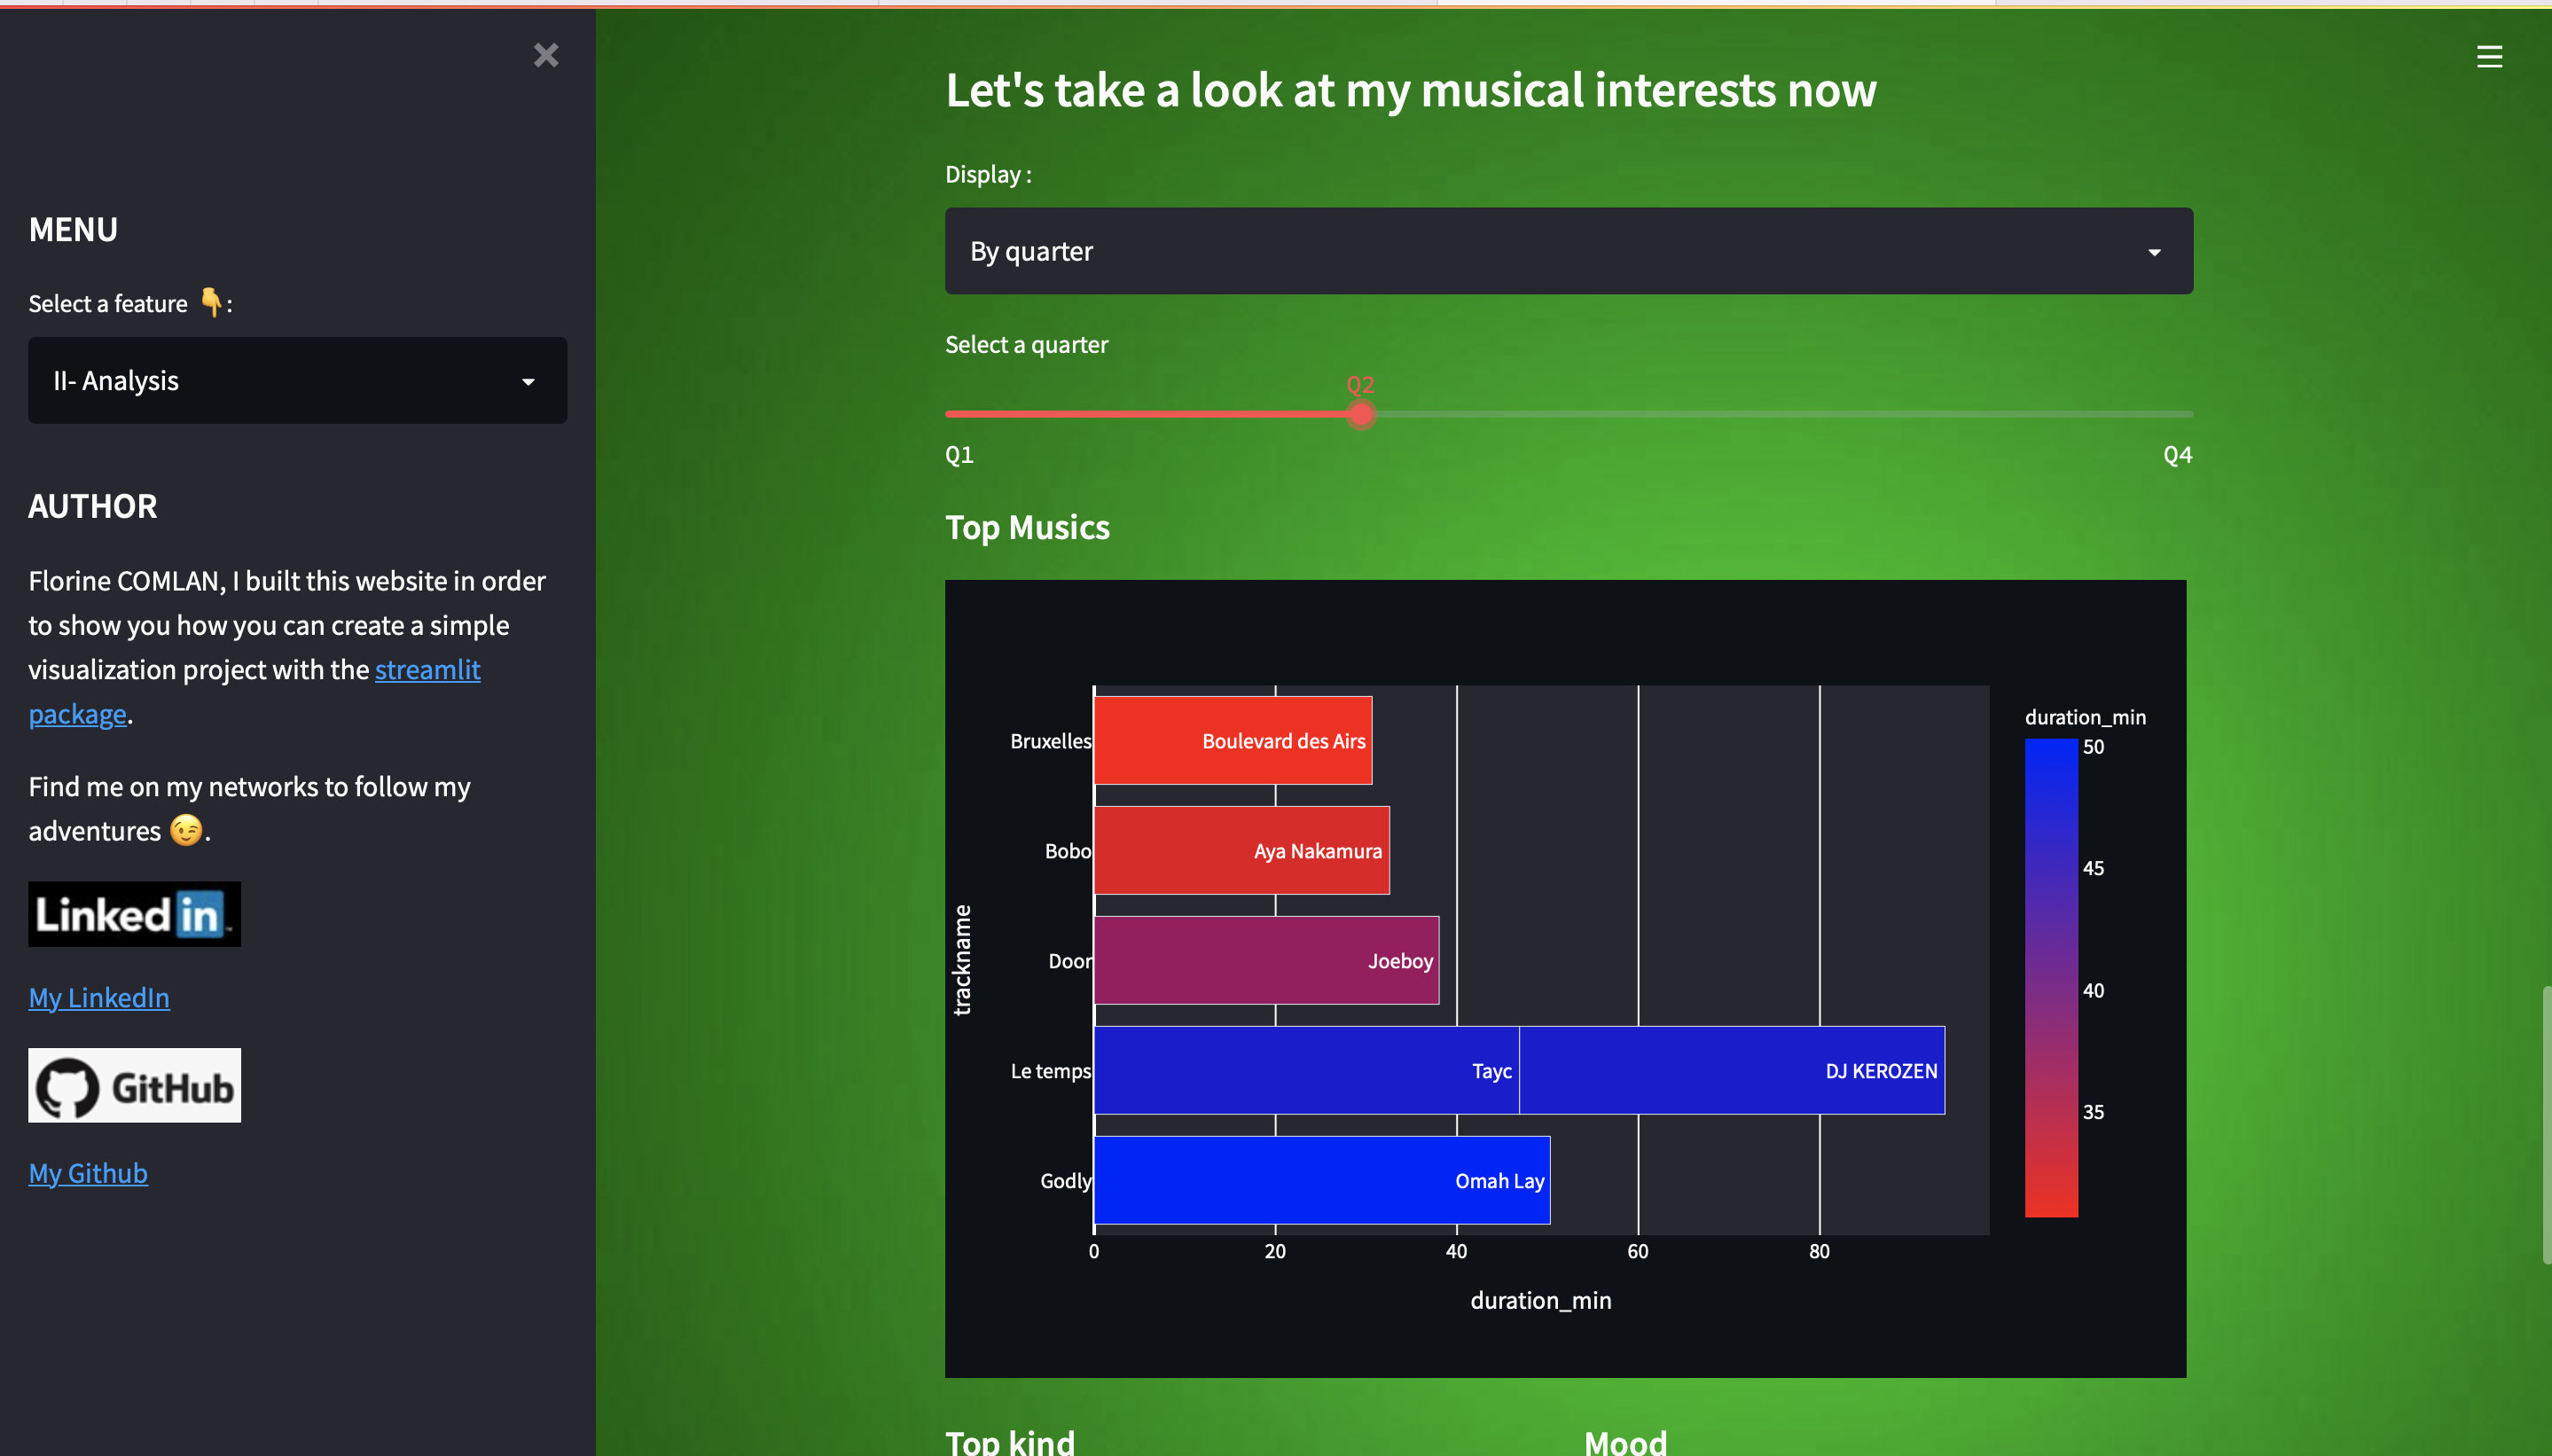 MENU
Select a feature 👇:
II- Analysis
AUTHOR
Florine COMLAN, I built this website in order
to show you how you can create a simple
visualization project with the streamlit
package.
Find me on my networks to follow my
adventures 😉.
Linked in
My LinkedIn
GitHub
My Github
Let's take a look at my musical interests now
Display :
By quarter
Select a quarter
Q2
Q1 Q4
Top Musics
trackname
Bruxelles Boulevard des Airs
Bobo Aya Nakamura
Door Joeboy
Le temps Tayc DJ KEROZEN
Godly Omah Lay
0 20 40 60 80
duration_min
duration_min
50
45
40
35
Top kind
Mood